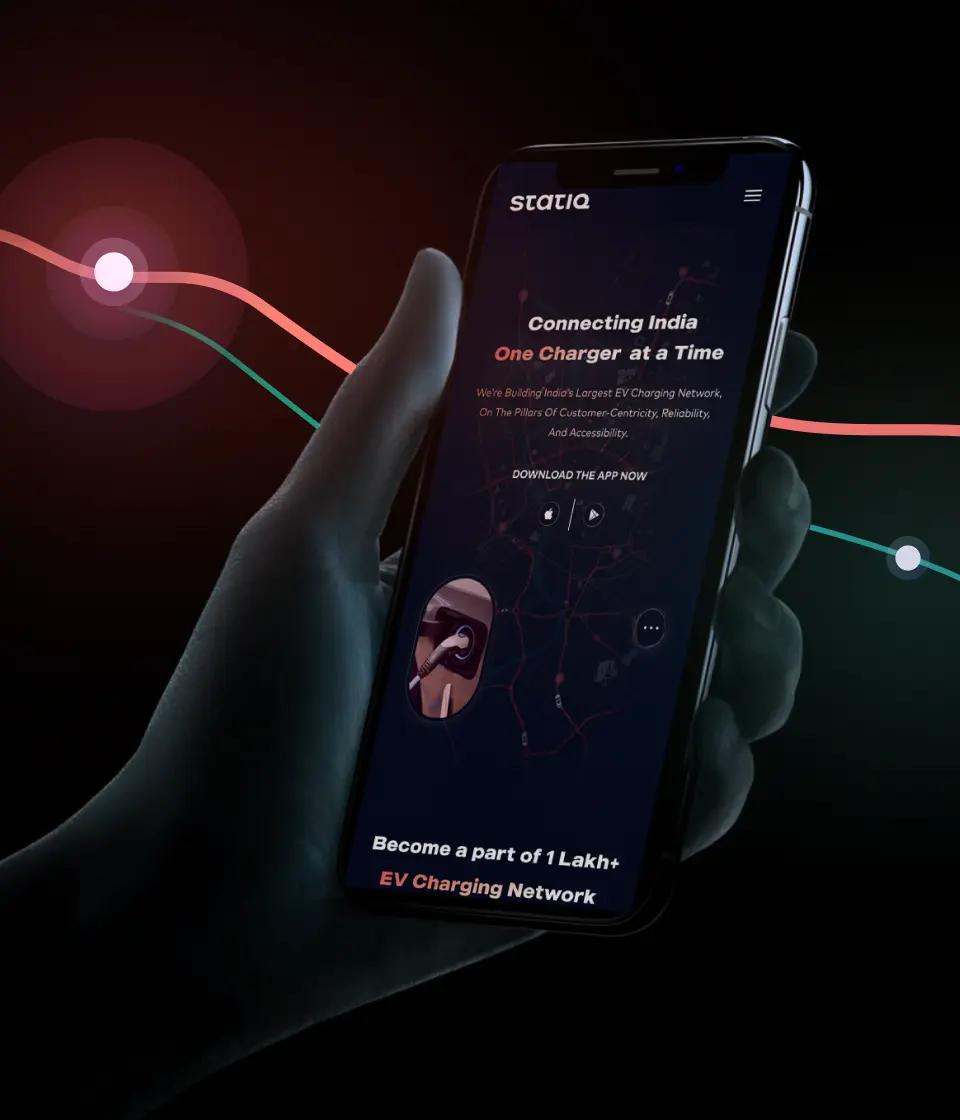 statiq
Connecting India
One Charger at a Time
We're Building India's Largest EV Charging Network,
On The Pillars Of Customer-Centricity, Reliability,
And Accessibility.
DOWNLOAD THE APP NOW
Become a part of 1 Lakh+
EV Charging Network